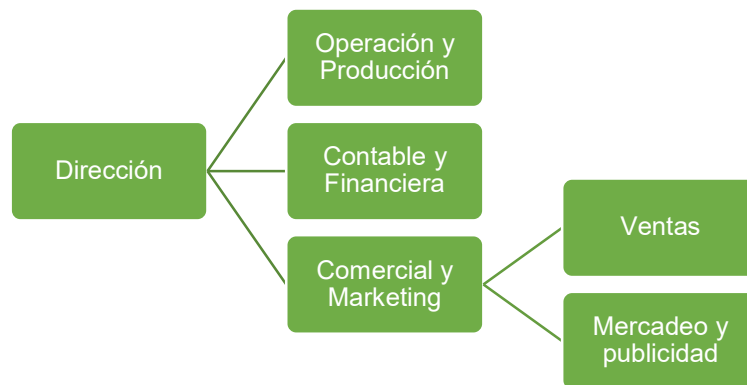 Dirección
Operación y
Producción
Contable y
Financiera
Comercial y
Marketing
Ventas
Mercadeo y
publicidad